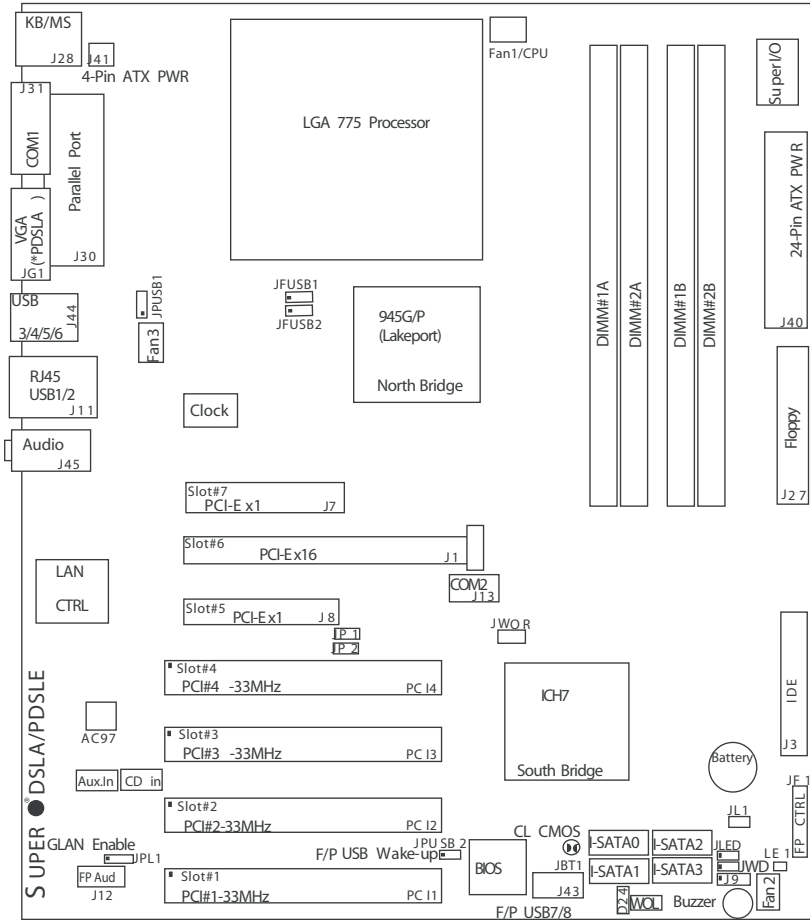 KB/MS
J28
J41
4-Pin ATX PWR
Fan1/CPU
Super I/O
LGA 775 Processor
J31
COM1
Parallel Port
J30
VGA
(*PDSLA )
JG1
24-Pin ATX PWR
J40
USB
3/4/5/6
J44
JPUSB1
Fan3
JFUSB1
JFUSB2
945G/P
(Lakeport)
North Bridge
DIMM#1A
DIMM#2A
DIMM#1B
DIMM#2B
RJ45
USB1/2
J11
Clock
Floppy
J27
Audio
J45
Slot#7
PCI-E x1
J7
Slot#6
PCI-E x16
J1
LAN
CTRL
COM2
J13
Slot#5
PCI-E x1
J8
JP1
JP2
JWOR
IDE
J3
Slot#4
PCI#4 -33MHz
PCI4
ICH7
South Bridge
AC97
Slot#3
PCI#3 -33MHz
PCI3
Battery
Aux.In
CD in
Slot#2
PCI#2-33MHz
PCI2
JF1
FP CTRL
JL1
SUPER ® DSLA/PDSLE
GLAN Enable
JPL1
JPUSB2
F/P USB Wake-up
CL CMOS
I-SATA0
I-SATA2
JLED
LE1
BIOS
JBT1
I-SATA1
I-SATA3
JWD
J9
FP Aud
J12
Slot#1
PCI#1-33MHz
PCI1
J43
F/P USB7/8
D24
WOL
Buzzer
Fan2